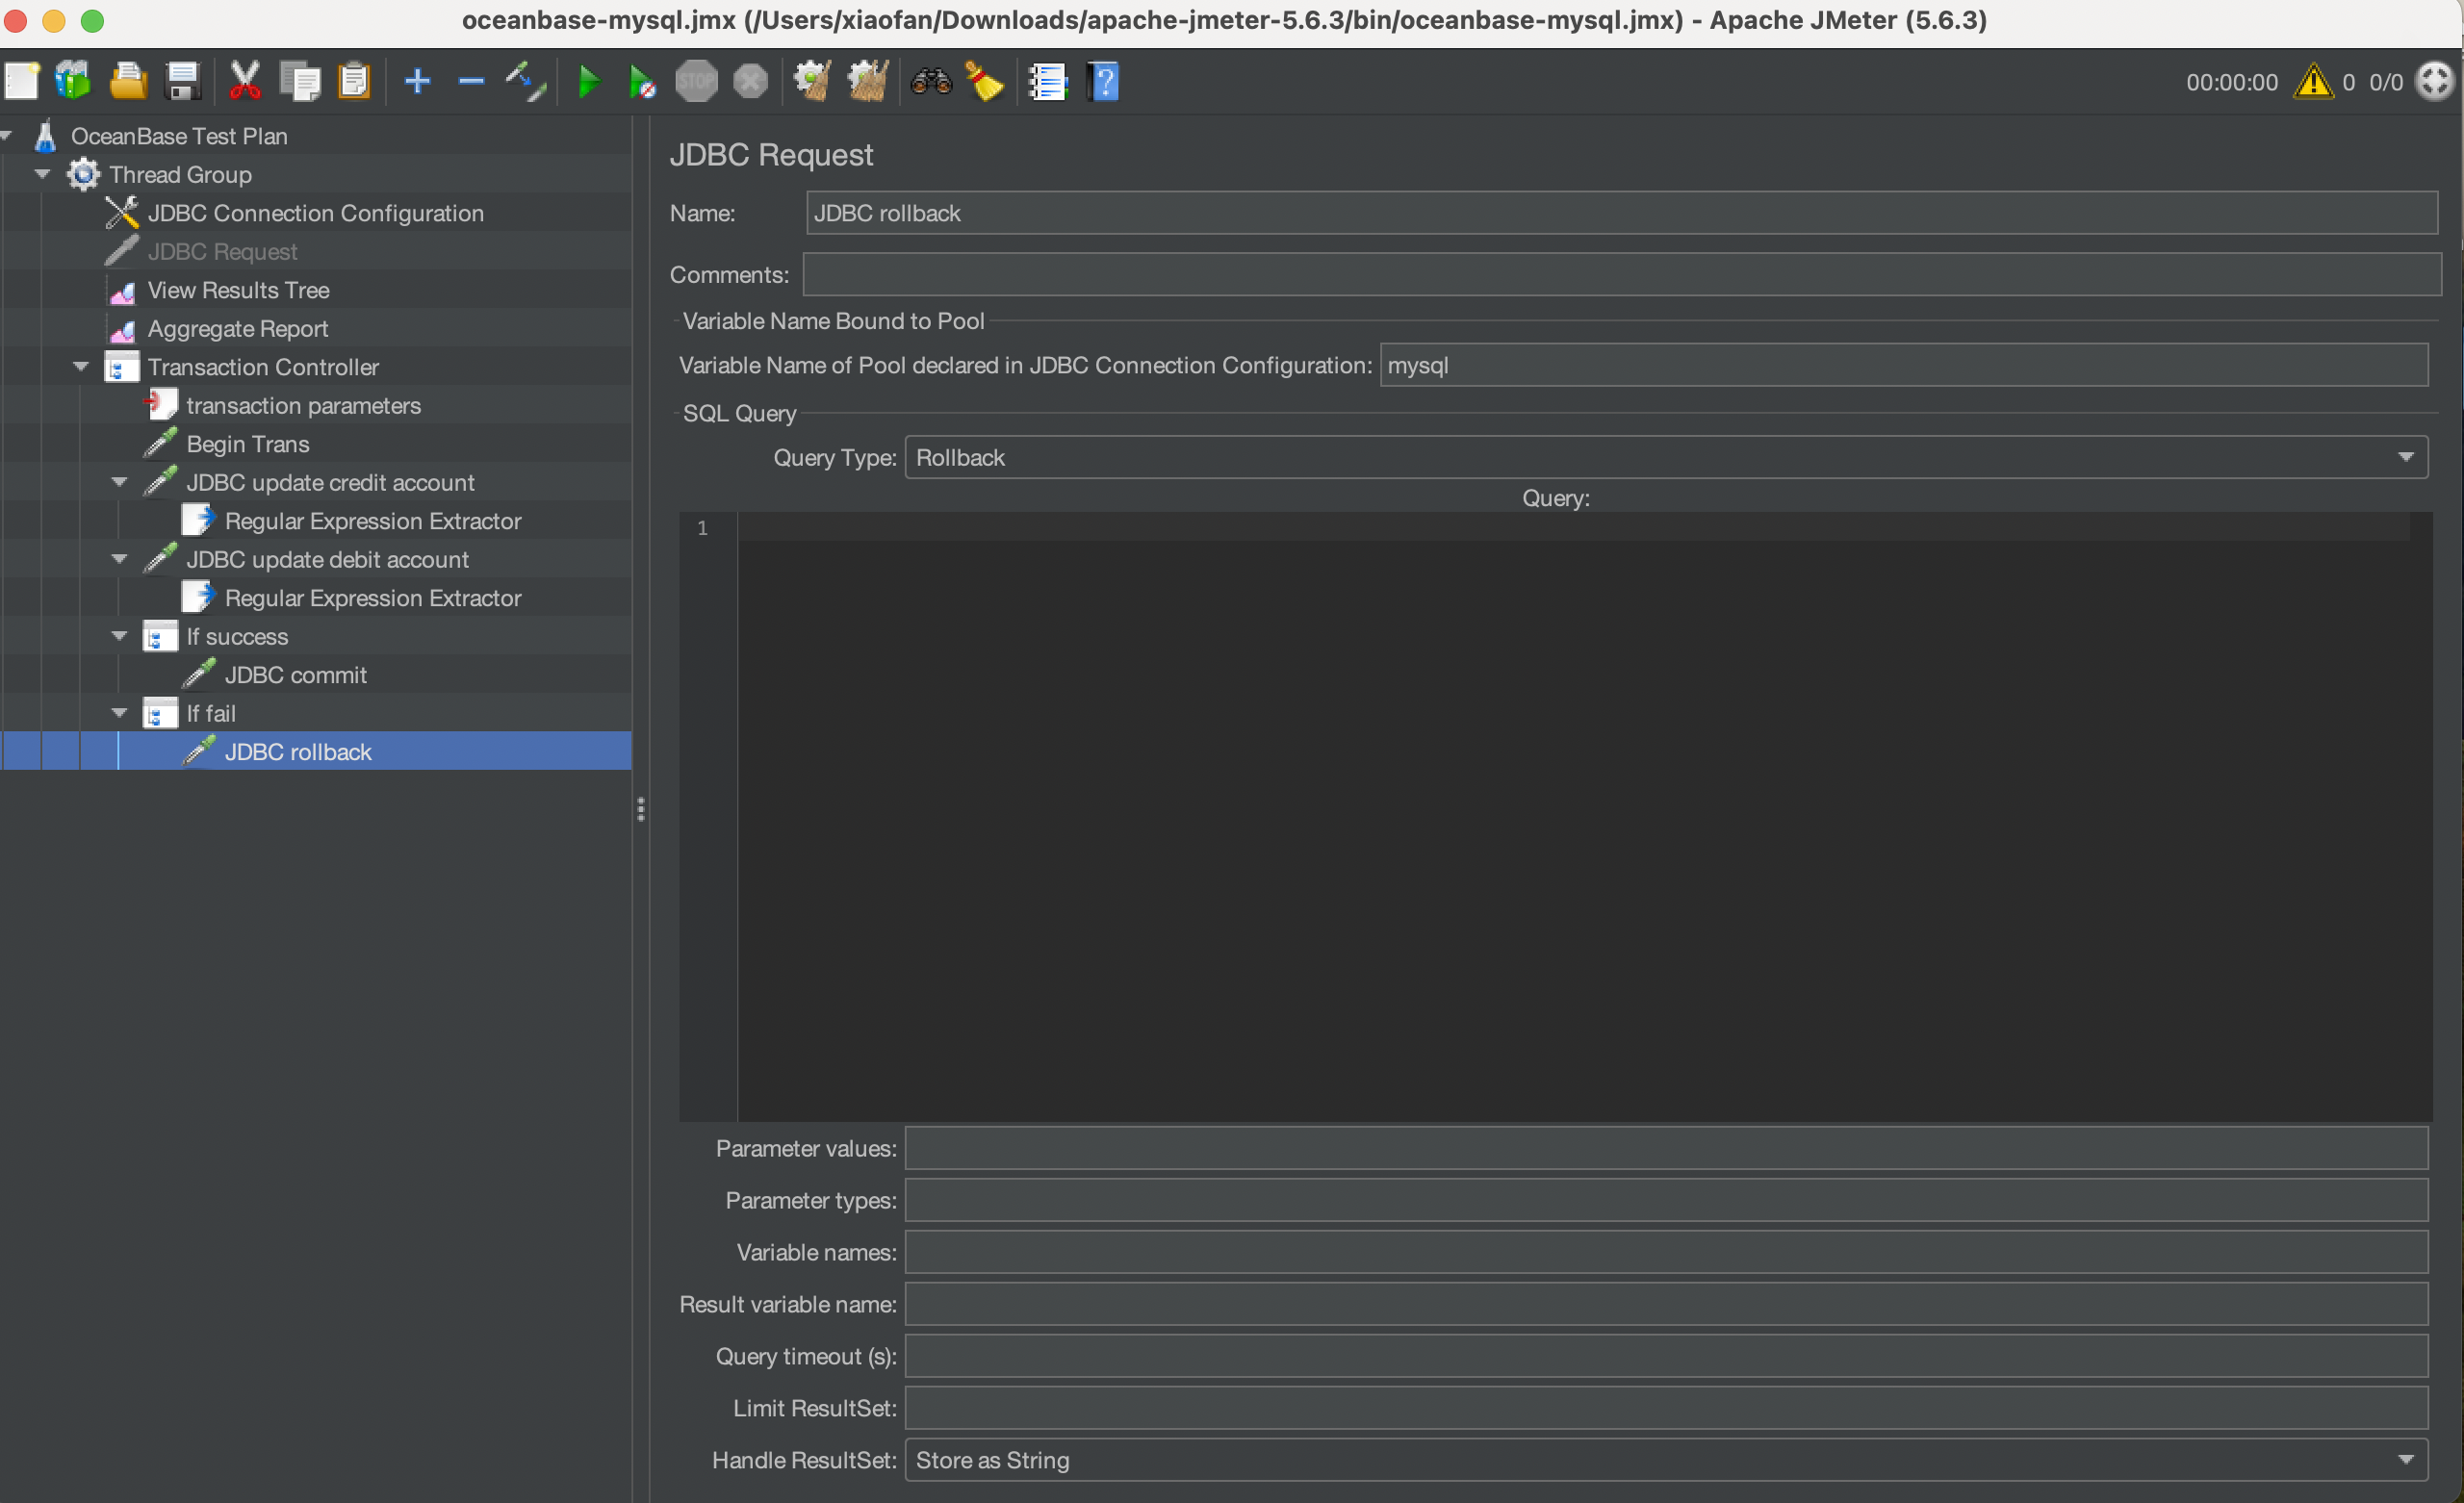 oceanbase-mysql.jmx (/Users/xiaofan/Downloads/apache-jmeter-5.6.3/bin/oceanbase-mysql.jmx) - Apache JMeter (5.6.3)
STOP
00:00:00 0 0/0
OceanBase Test Plan
Thread Group
JDBC Connection Configuration
JDBC Request
View Results Tree
Aggregate Report
Transaction Controller
transaction parameters
Begin Trans
JDBC update credit account
Regular Expression Extractor
JDBC update debit account
Regular Expression Extractor
If success
JDBC commit
If fail
JDBC rollback
JDBC Request
Name: JDBC rollback
Comments:
Variable Name Bound to Pool
Variable Name of Pool declared in JDBC Connection Configuration: mysql
SQL Query
Query Type: Rollback
Query:
1
Parameter values:
Parameter types:
Variable names:
Result variable name:
Query timeout (s):
Limit ResultSet:
Handle ResultSet: Store as String